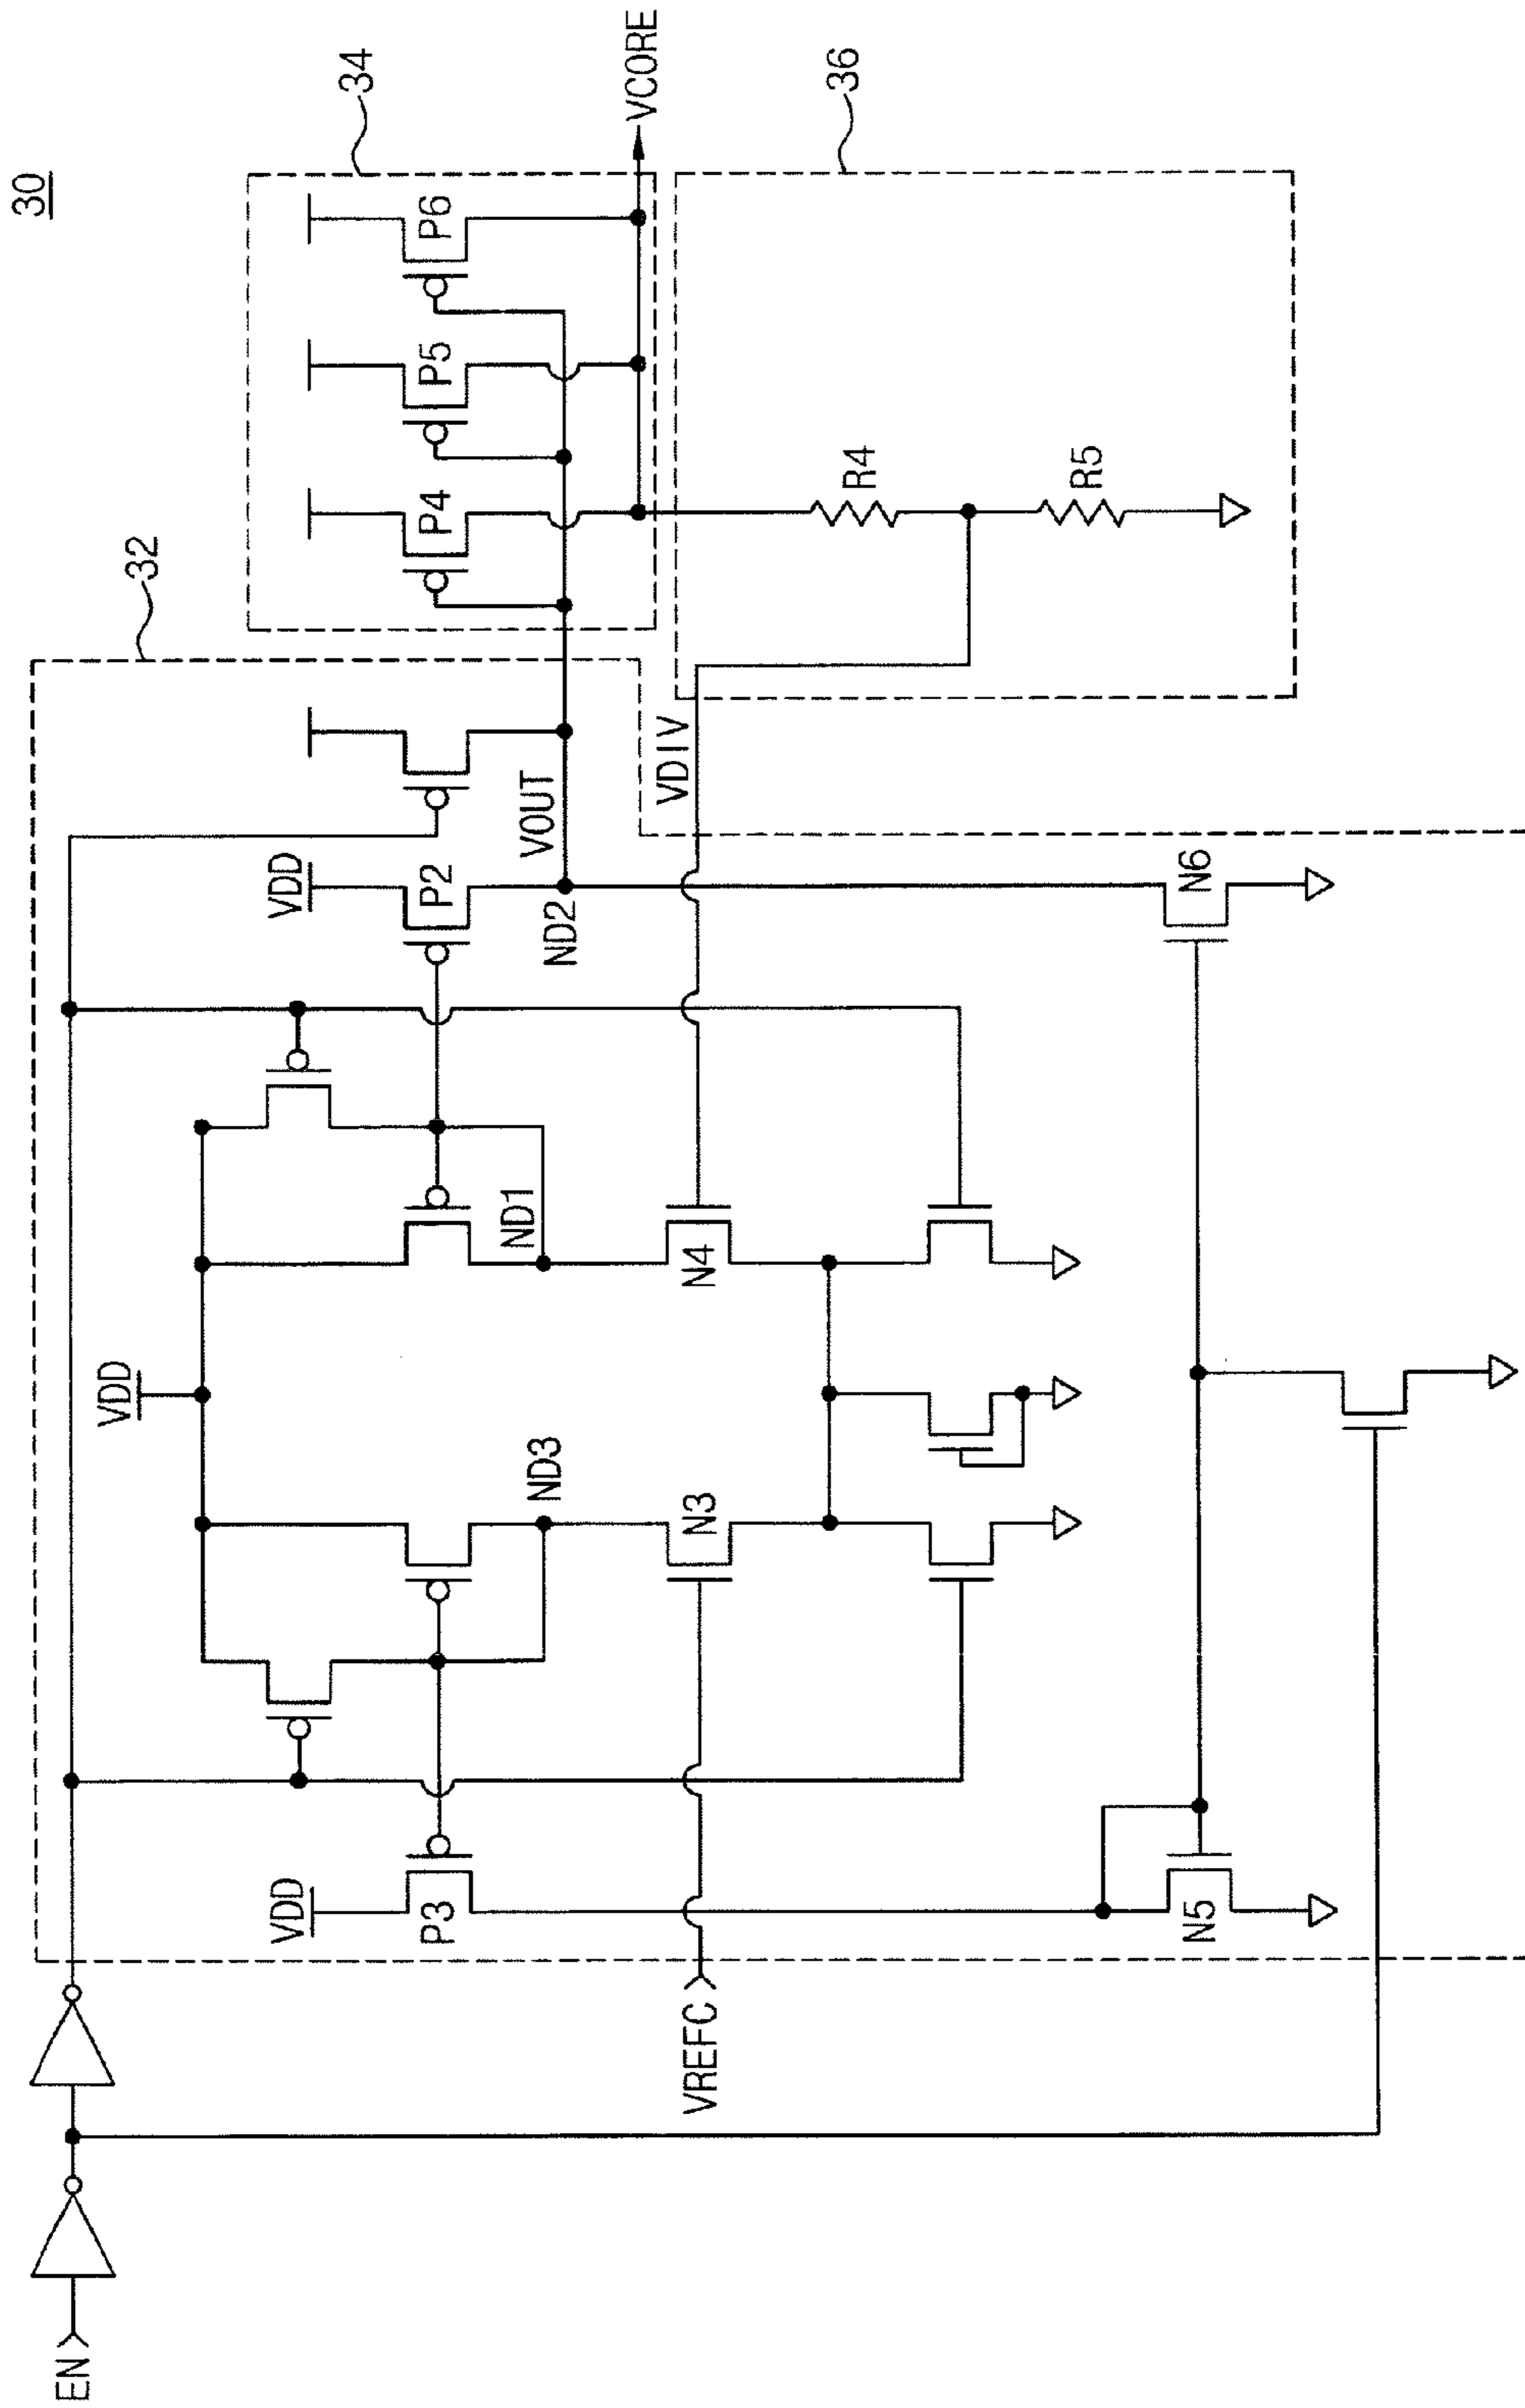 30
EN
VREFC
32
VDD
P3
N5
VDD
ND3
N3
ND1
N4
VDD
P2
ND2
VOUT
VDIV
N6
34
P4
P5
P6
VCORE
36
R4
R5